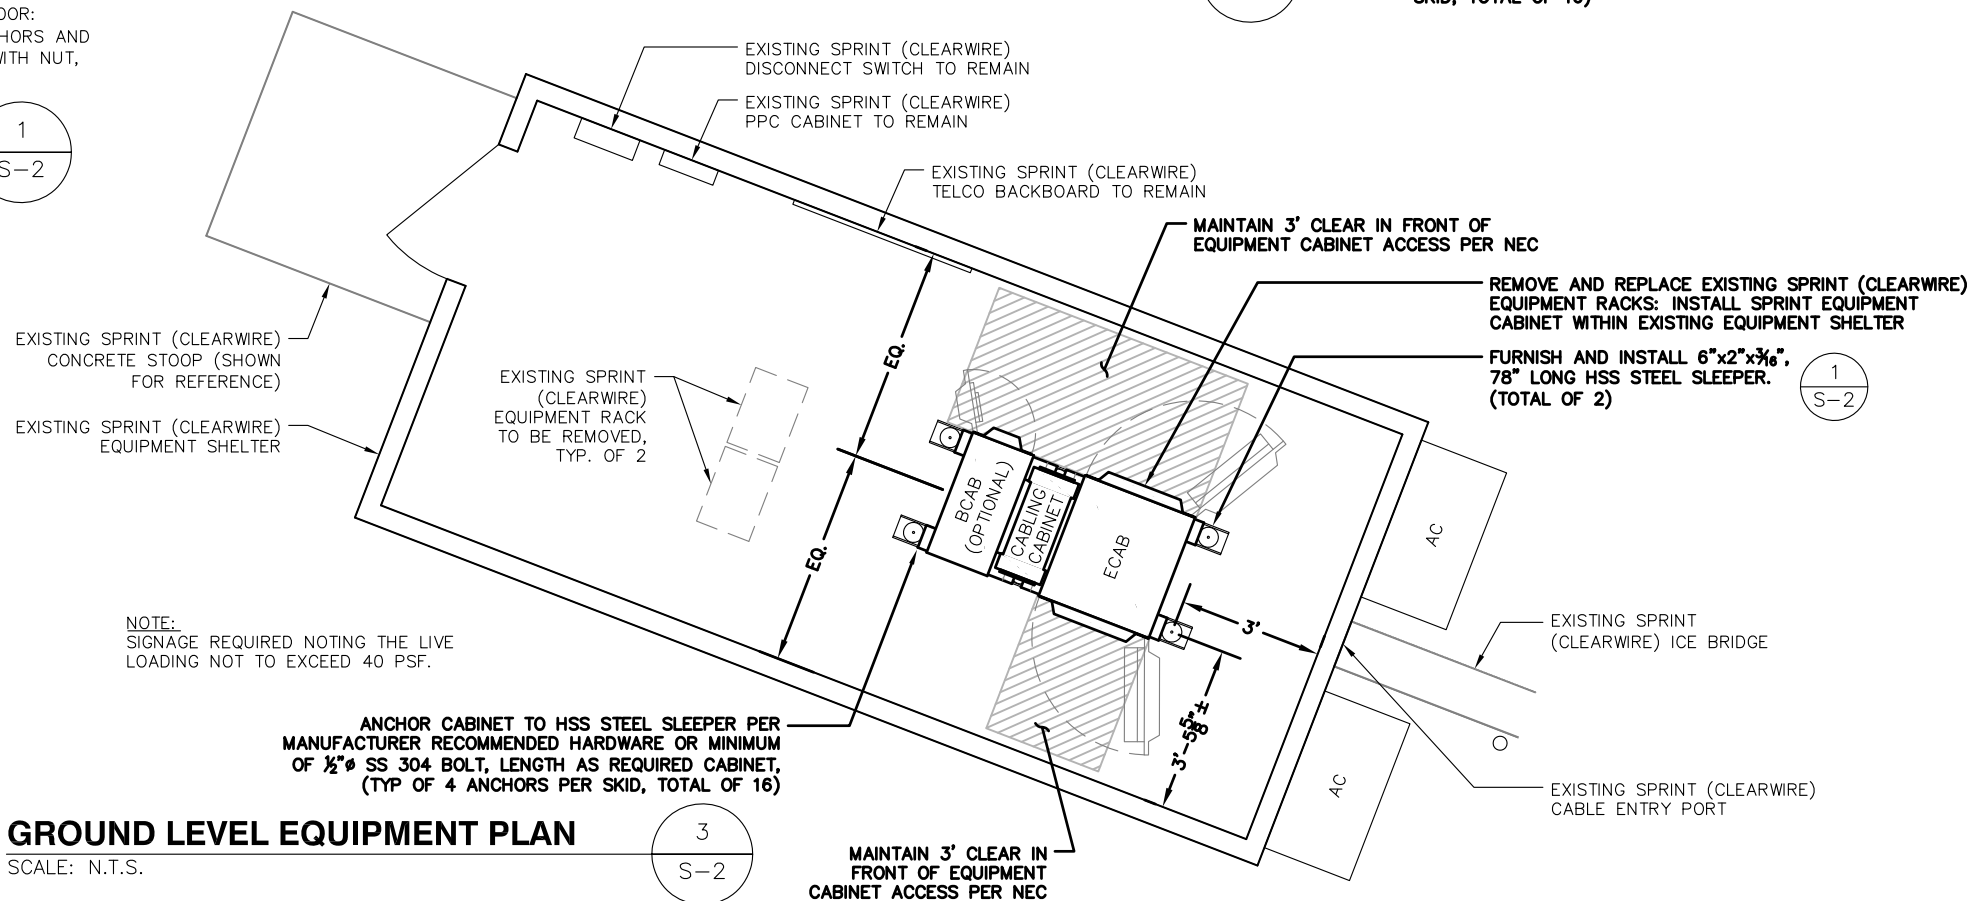 OOR:
HORS AND
WITH NUT,
1
S-2
SKID, TOTAL OF 16)
EXISTING SPRINT (CLEARWIRE)
DISCONNECT SWITCH TO REMAIN
EXISTING SPRINT (CLEARWIRE)
PPC CABINET TO REMAIN
EXISTING SPRINT (CLEARWIRE)
TELCO BACKBOARD TO REMAIN
MAINTAIN 3' CLEAR IN FRONT OF
EQUIPMENT CABINET ACCESS PER NEC
REMOVE AND REPLACE EXISTING SPRINT (CLEARWIRE)
EQUIPMENT RACKS: INSTALL SPRINT EQUIPMENT
CABINET WITHIN EXISTING EQUIPMENT SHELTER
FURNISH AND INSTALL 6"x2"x3/16",
78" LONG HSS STEEL SLEEPER.
(TOTAL OF 2)
1
S-2
EXISTING SPRINT (CLEARWIRE)
CONCRETE STOOP (SHOWN
FOR REFERENCE)
EXISTING SPRINT (CLEARWIRE)
EQUIPMENT SHELTER
EXISTING SPRINT
(CLEARWIRE)
EQUIPMENT RACK
TO BE REMOVED,
TYP. OF 2
EQ.
EQ.
BCAB
(OPTIONAL)
CABLING
CABINET
ECAB
AC
3'
3'-5 5/8"±
EXISTING SPRINT
(CLEARWIRE) ICE BRIDGE
NOTE:
SIGNAGE REQUIRED NOTING THE LIVE
LOADING NOT TO EXCEED 40 PSF.
ANCHOR CABINET TO HSS STEEL SLEEPER PER
MANUFACTURER RECOMMENDED HARDWARE OR MINIMUM
OF ½"ø SS 304 BOLT, LENGTH AS REQUIRED CABINET,
(TYP OF 4 ANCHORS PER SKID, TOTAL OF 16)
AC
EXISTING SPRINT (CLEARWIRE)
CABLE ENTRY PORT
GROUND LEVEL EQUIPMENT PLAN
SCALE: N.T.S.
3
S-2
MAINTAIN 3' CLEAR IN
FRONT OF EQUIPMENT
CABINET ACCESS PER NEC